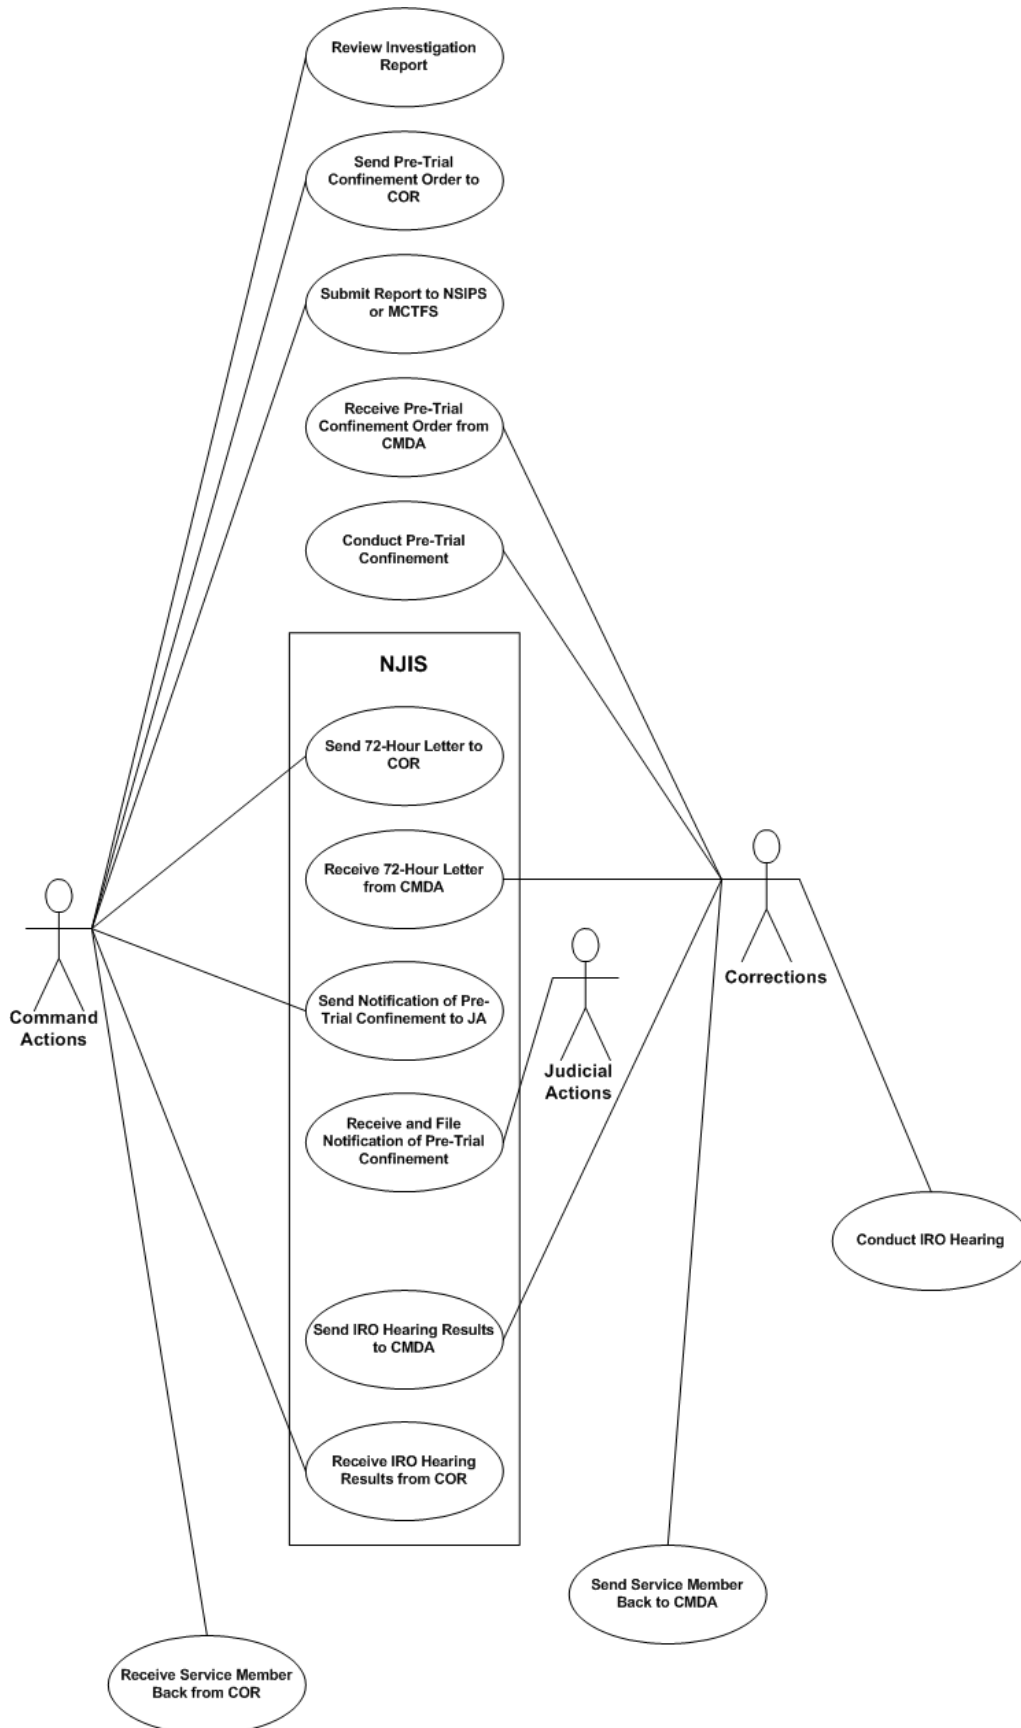 Review Investigation
Report
Send Pre-Trial
Confinement Order to
COR
Submit Report to NSIPS
or MCTFS
Receive Pre-Trial
Confinement Order from
CMDA
Conduct Pre-Trial
Confinement
NJIS
Send 72-Hour Letter to
COR
Receive 72-Hour Letter
from CMDA
Corrections
Send Notification of Pre-
Trial Confinement to JA
Command
Actions
Judicial
Actions
Receive and File
Notification of Pre-Trial
Confinement
Conduct IRO Hearing
Send IRO Hearing Results
to CMDA
Receive IRO Hearing
Results from COR
Send Service Member
Back to CMDA
Receive Service Member
Back from COR